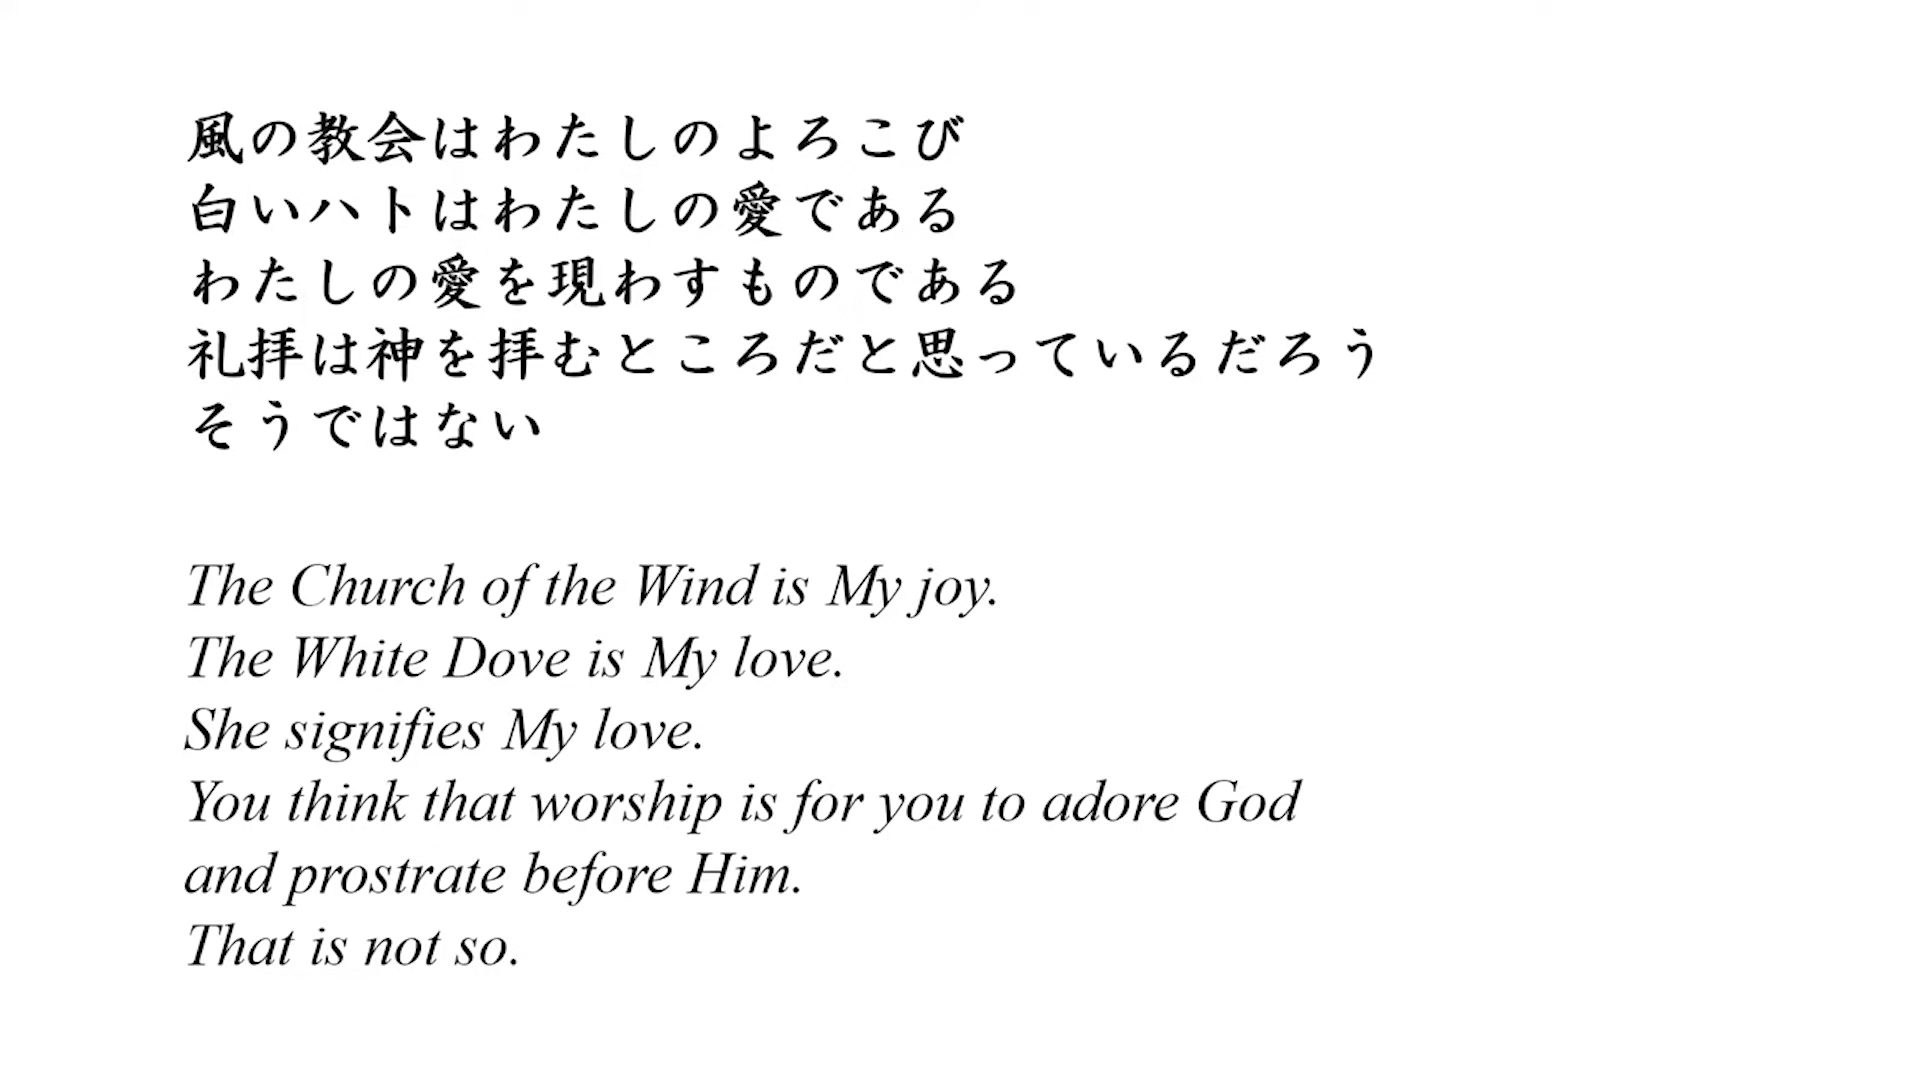 風の教会はわたしのよろこび
白いハトはわたしの愛である
わたしの愛を現わすものである
礼拝は神を拝むところだと思っているだろう
そうではない
The Church of the Wind is My joy.
The White Dove is My love.
She signifies My love.
You think that worship is for you to adore God
and prostrate before Him.
That is not so.